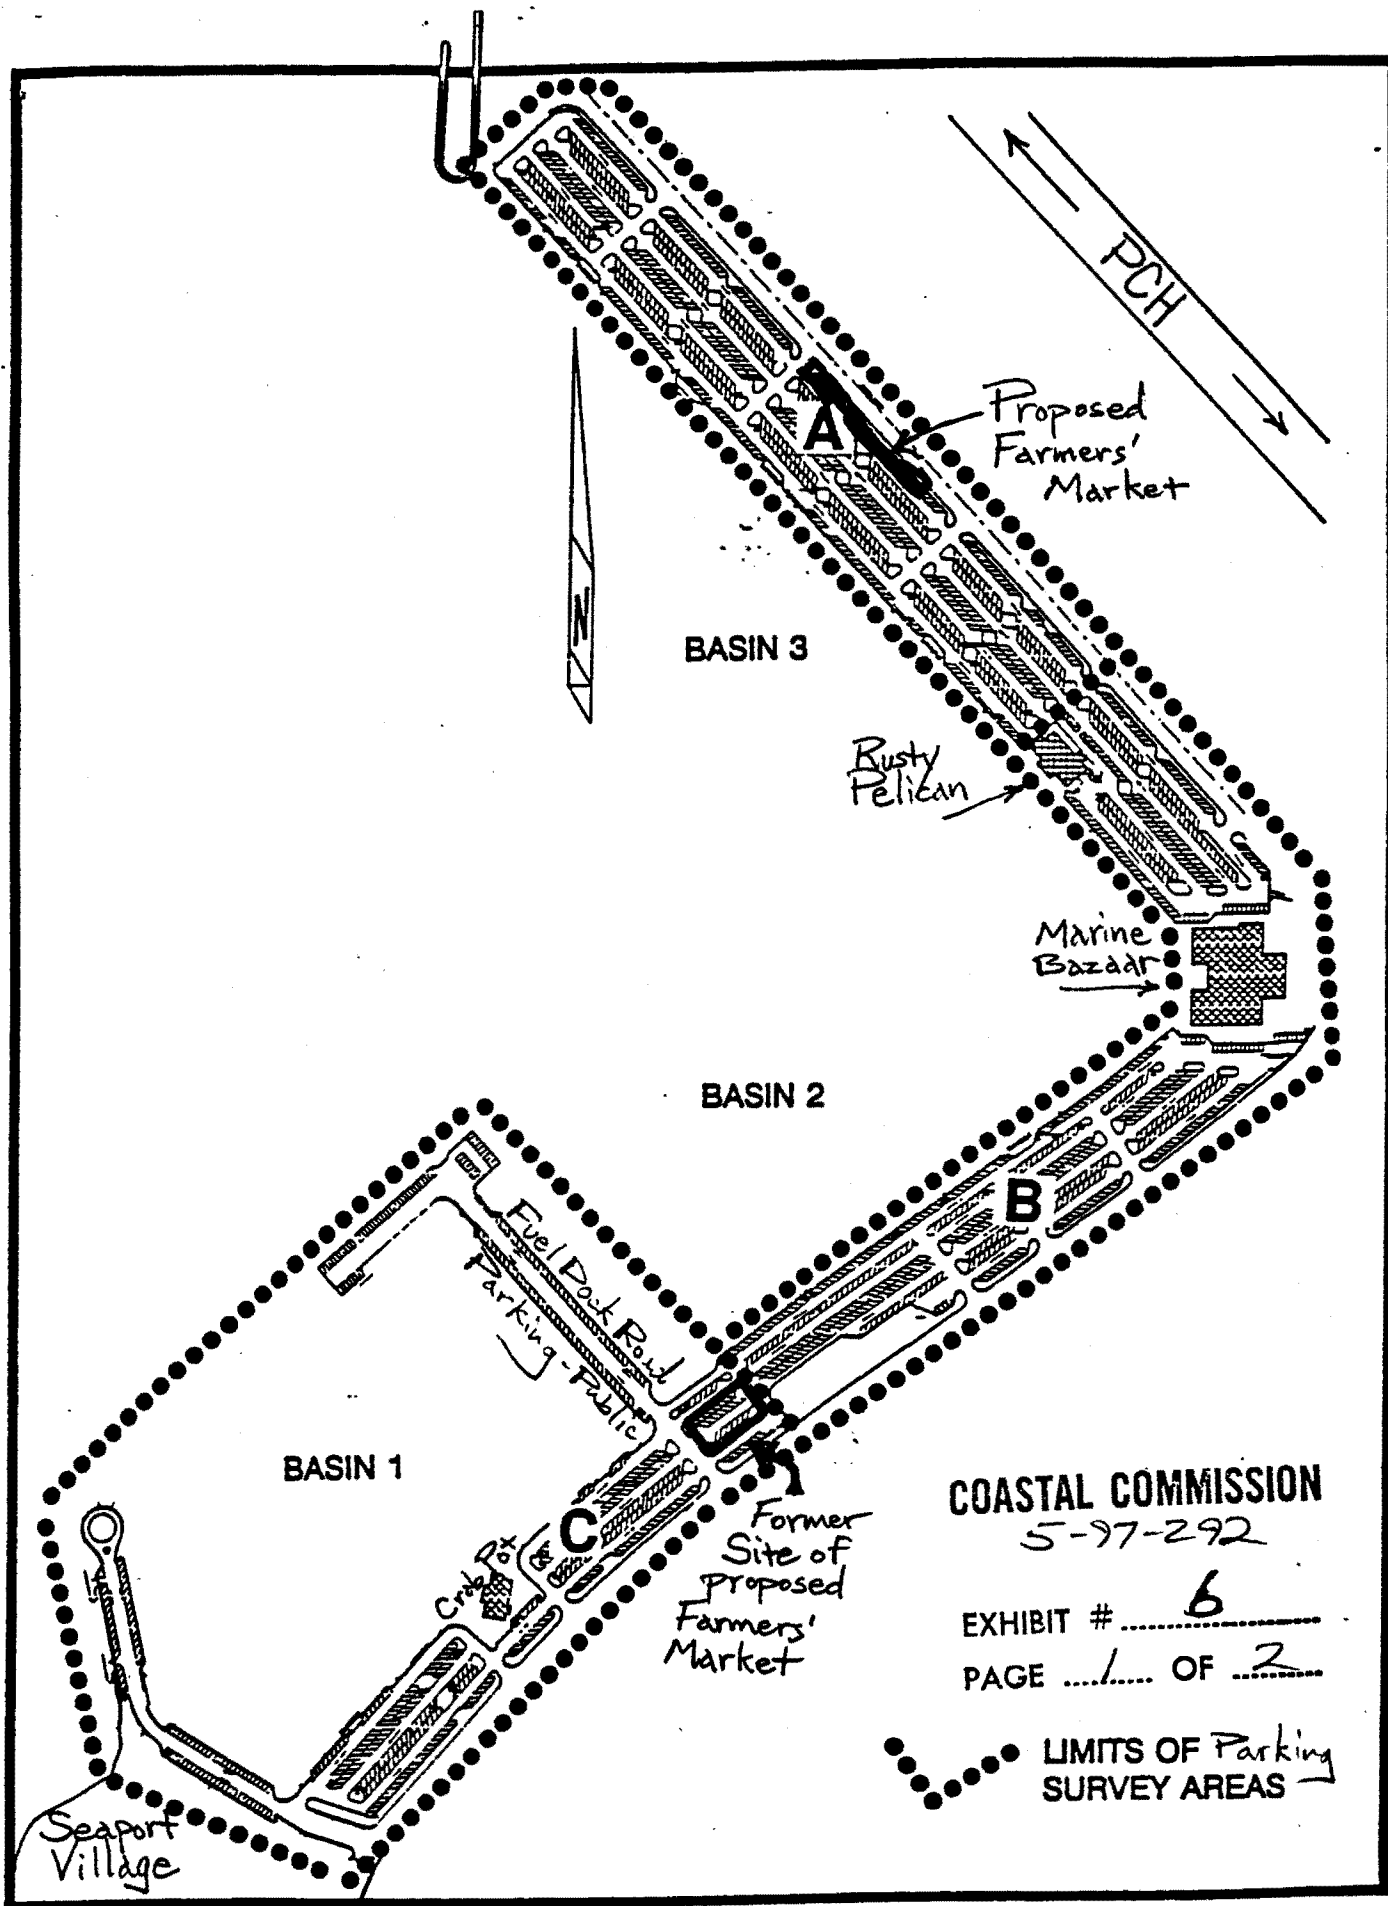 PCH
Proposed
Farmers'
Market
A
N
BASIN 3
Rusty
Pelican
Marine
Bazaar
BASIN 2
B
Fuel Dock Road
Parking - Public
BASIN 1
C
Crab Pox
Former
Site of
proposed
Farmers'
Market
COASTAL COMMISSION
5-97-292
EXHIBIT # 6
PAGE 1 OF 2
LIMITS OF Parking
SURVEY AREAS
Seaport
Village